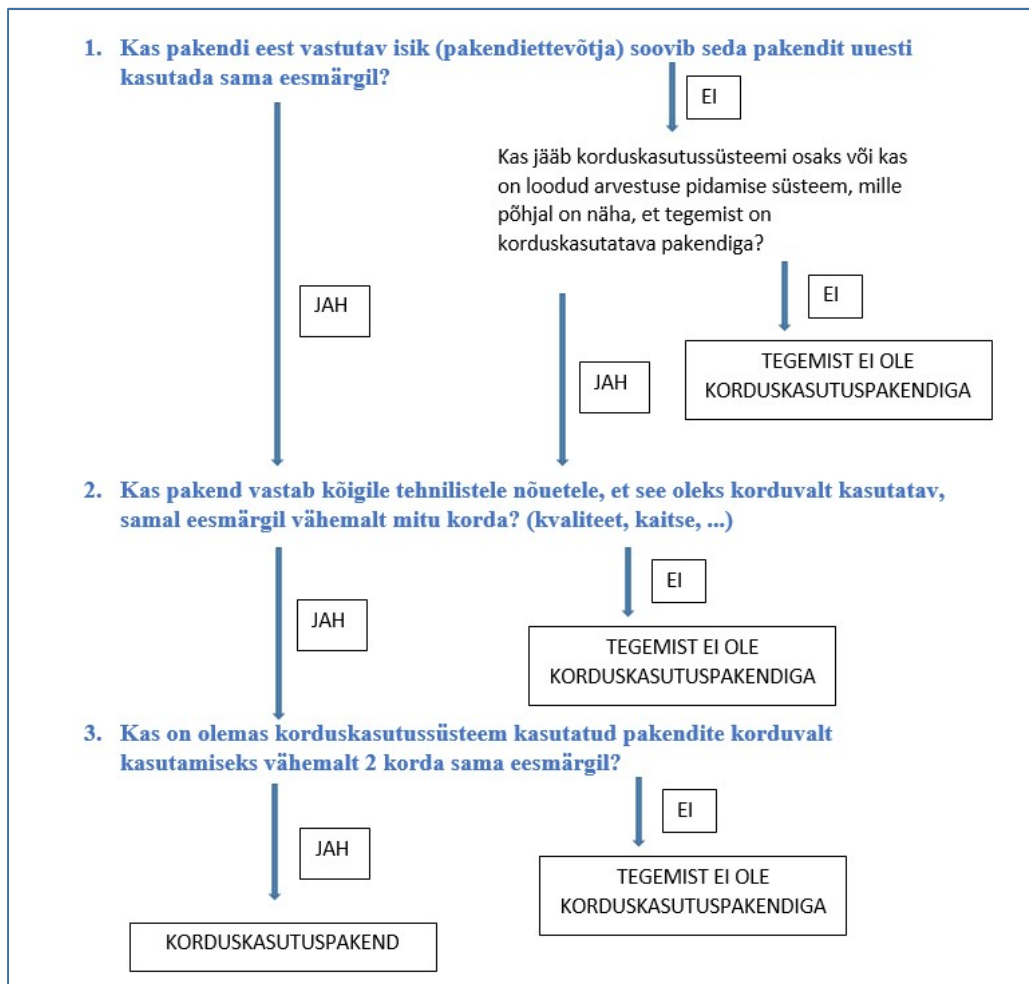 1. Kas pakendi eest vastutav isik (pakendiettevõtja) soovib seda pakendit uuesti
kasutada sama eesmärgil?
EI
Kas jääb korduskasutussüsteemi osaks või kas
on loodud arvestuse pidamise süsteem, mille
põhjal on näha, et tegemist on
korduskasutatava pakendiga?
JAH
EI
JAH
TEGEMIST EI OLE
KORDUSKASUTUSPAKENDIGA
2. Kas pakend vastab kõigile tehnilistele nõuetele, et see oleks korduvalt kasutatav,
samal eesmärgil vähemalt mitu korda? (kvaliteet, kaitse, ...)
JAH
EI
TEGEMIST EI OLE
KORDUSKASUTUSPAKENDIGA
3. Kas on olemas korduskasutussüsteem kasutatud pakendite korduvalt
kasutamiseks vähemalt 2 korda sama eesmärgil?
JAH
EI
TEGEMIST EI OLE
KORDUSKASUTUSPAKENDIGA
KORDUSKASUTUSPAKEND